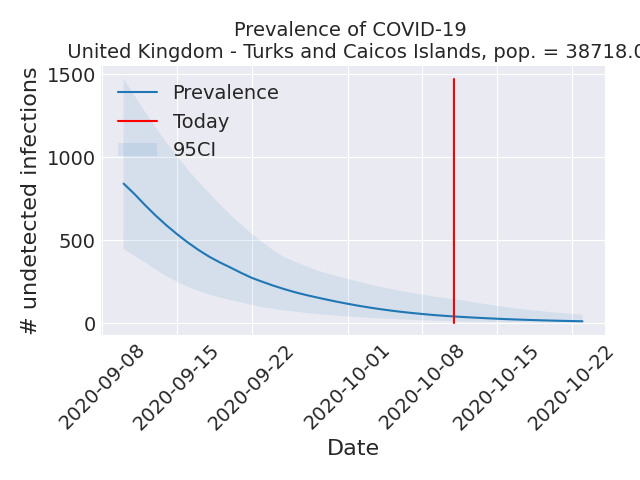 Prevalence of COVID-19
United Kingdom - Turks and Caicos Islands, pop. = 38718.0
Prevalence
Today
95CI
# undetected infections
1500
1000
500
0
2020-09-08
2020-09-15
2020-09-22
2020-10-01
2020-10-08
2020-10-15
2020-10-22
Date